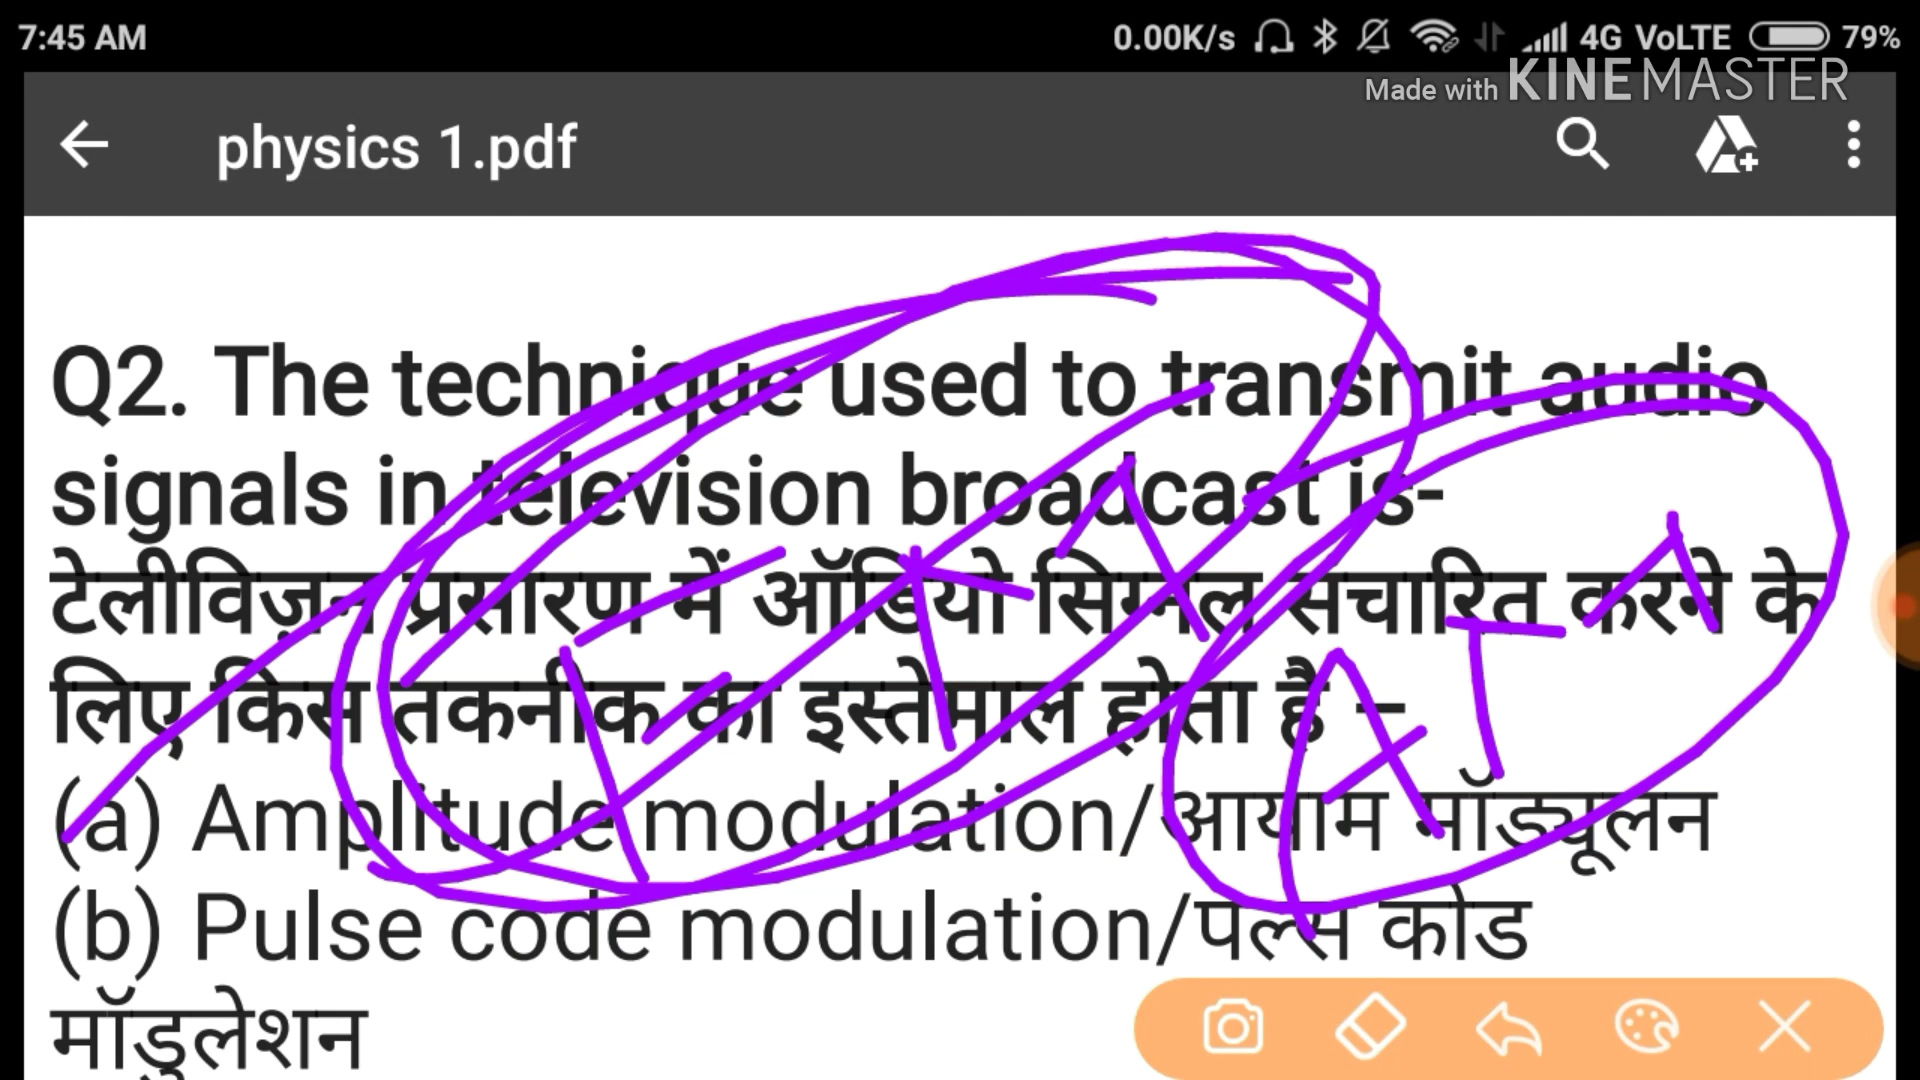 7:45 AM 0.00K/s 4G VoLTE 79%
Made with KINEMASTER
physics 1.pdf
Q2. The technique used to transmit audio
signals in television broadcast is-
टेलीविज़न प्रसारण में ऑडियो सिग्नल संचारित करने के
लिए किस तकनीक का इस्तेमाल होता है –
(a) Amplitude modulation/आयाम मॉड्यूलन
(b) Pulse code modulation/पल्स कोड
मॉडुलेशन